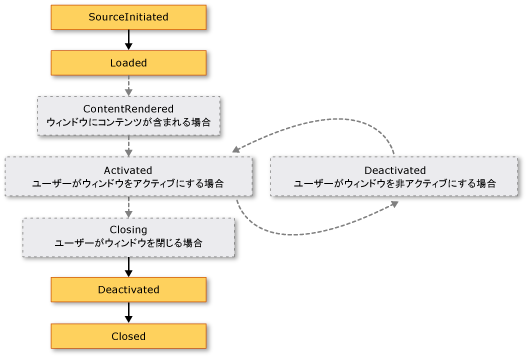 SourceInitiated
Loaded
ContentRendered
ウィンドウにコンテンツが含まれる場合
Activated
ユーザーがウィンドウをアクティブにする場合
Deactivated
ユーザーがウィンドウを非アクティブにする場合
Closing
ユーザーがウィンドウを閉じる場合
Deactivated
Closed